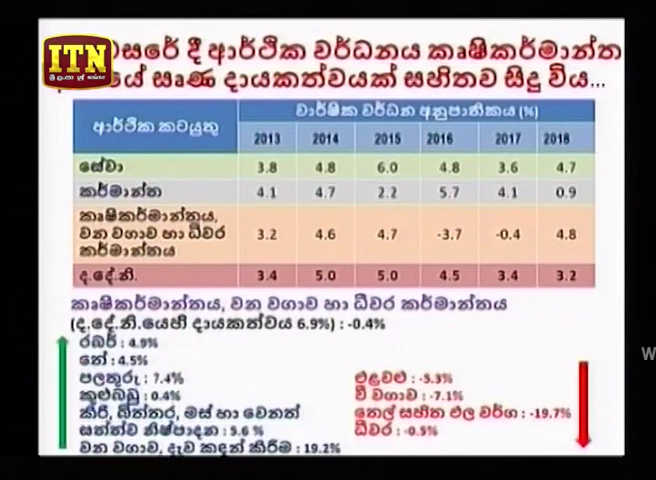 ITN
ශ්‍රී ලංකා
වසරේ දී ආර්ථික වර්ධනය කෘෂිකර්මාන්ත
යේ සෘණ දායකත්වයක් සහිතව සිදු විය...
ආර්ථික කටයුතු වාර්ෂික වර්ධන අනුපාතිකය (%)
2013 2014 2015 2016 2017 2018
සේවා 3.8 4.8 6.0 4.8 3.6 4.7
කර්මාන්ත 4.1 4.7 2.2 5.7 4.1 0.9
කෘෂිකර්මාන්තය,
වන වගාව හා ධීවර 3.2 4.6 4.7 -3.7 -0.4 4.8
කර්මාන්තය
ද.දේ.නි. 3.4 5.0 5.0 4.5 3.4 3.2
කෘෂිකර්මාන්තය, වන වගාව හා ධීවර කර්මාන්තය
(ද.දේ.නි.යෙහි දායකත්වය 6.9%) : -0.4%
රබර් : 4.9%
තේ : 4.5%
පලතුරු : 7.4%
කුළුබඩු : 0.4%
කිරි, බිත්තර, මස් හා වෙනත්
සත්ත්ව නිෂ්පාදන : 5.6 %
වන වගාව, දැව කඳන් කිරීම : 19.2%
එළවළු : -5.3%
වී වගාව : -7.1%
තෙල් සහිත ඵල වර්ග : -19.7%
ධීවර : -0.5%
W